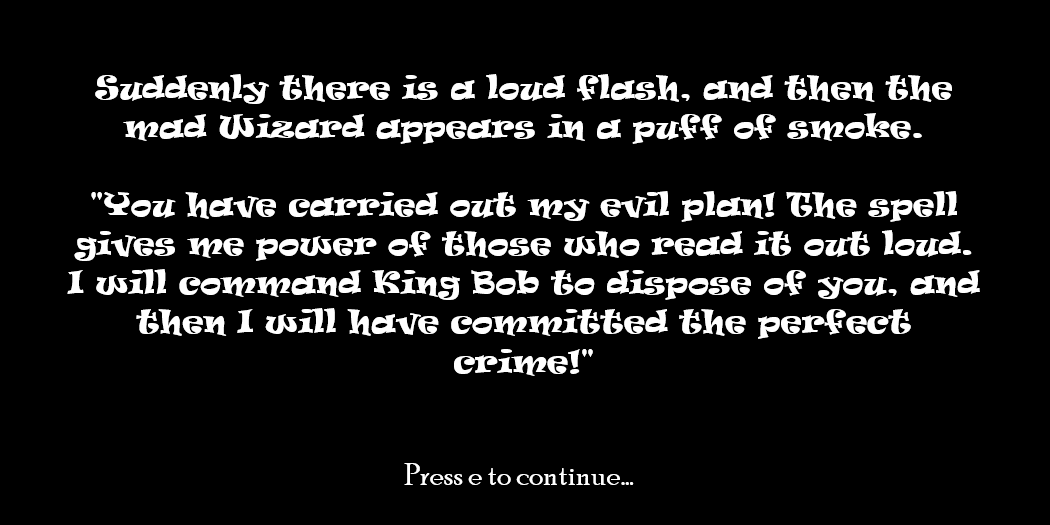 Suddenly there is a loud flash, and then the
mad Wizard appears in a puff of smoke.
"You have carried out my evil plan! The spell
gives me power of those who read it out loud.
I will command King Bob to dispose of you, and
then I will have committed the perfect
crime!"
Press e to continue...